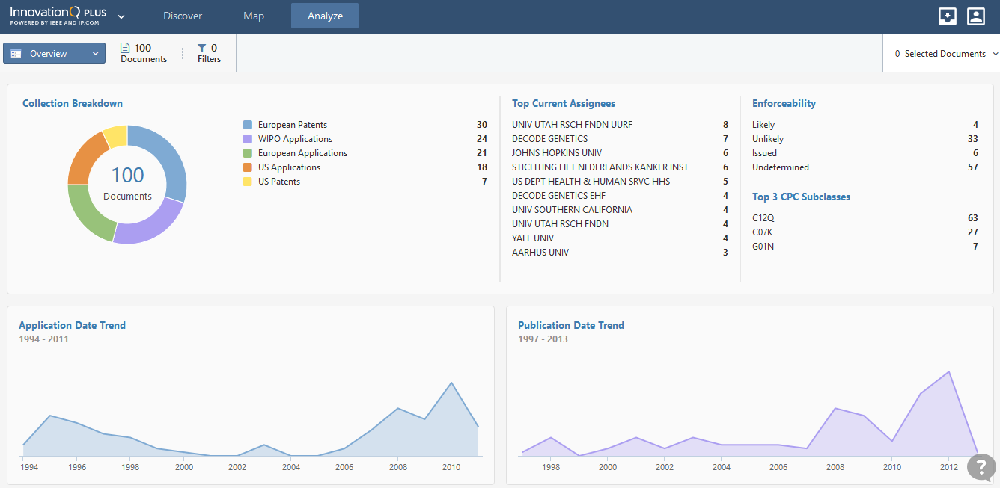 InnovationQ PLUS
POWERED BY IEEE AND IP.COM
Discover
Map
Analyze
Overview
100
Documents
0
Filters
0 Selected Documents
Collection Breakdown
100
Documents
European Patents 30
WIPO Applications 24
European Applications 21
US Applications 18
US Patents 7
Top Current Assignees
UNIV UTAH RSCH FNDN UURF 8
DECODE GENETICS 7
JOHNS HOPKINS UNIV 6
STICHTING HET NEDERLANDS KANKER INST 6
US DEPT HEALTH & HUMAN SRVC HHS 5
DECODE GENETICS EHF 4
UNIV SOUTHERN CALIFORNIA 4
UNIV UTAH RSCH FNDN 4
YALE UNIV 4
AARHUS UNIV 3
Enforceability
Likely 4
Unlikely 33
Issued 6
Undetermined 57
Top 3 CPC Subclasses
C12Q 63
C07K 27
G01N 7
Application Date Trend
1994 - 2011
1994 1996 1998 2000 2002 2004 2006 2008 2010
Publication Date Trend
1997 - 2013
1998 2000 2002 2004 2006 2008 2010 2012
?